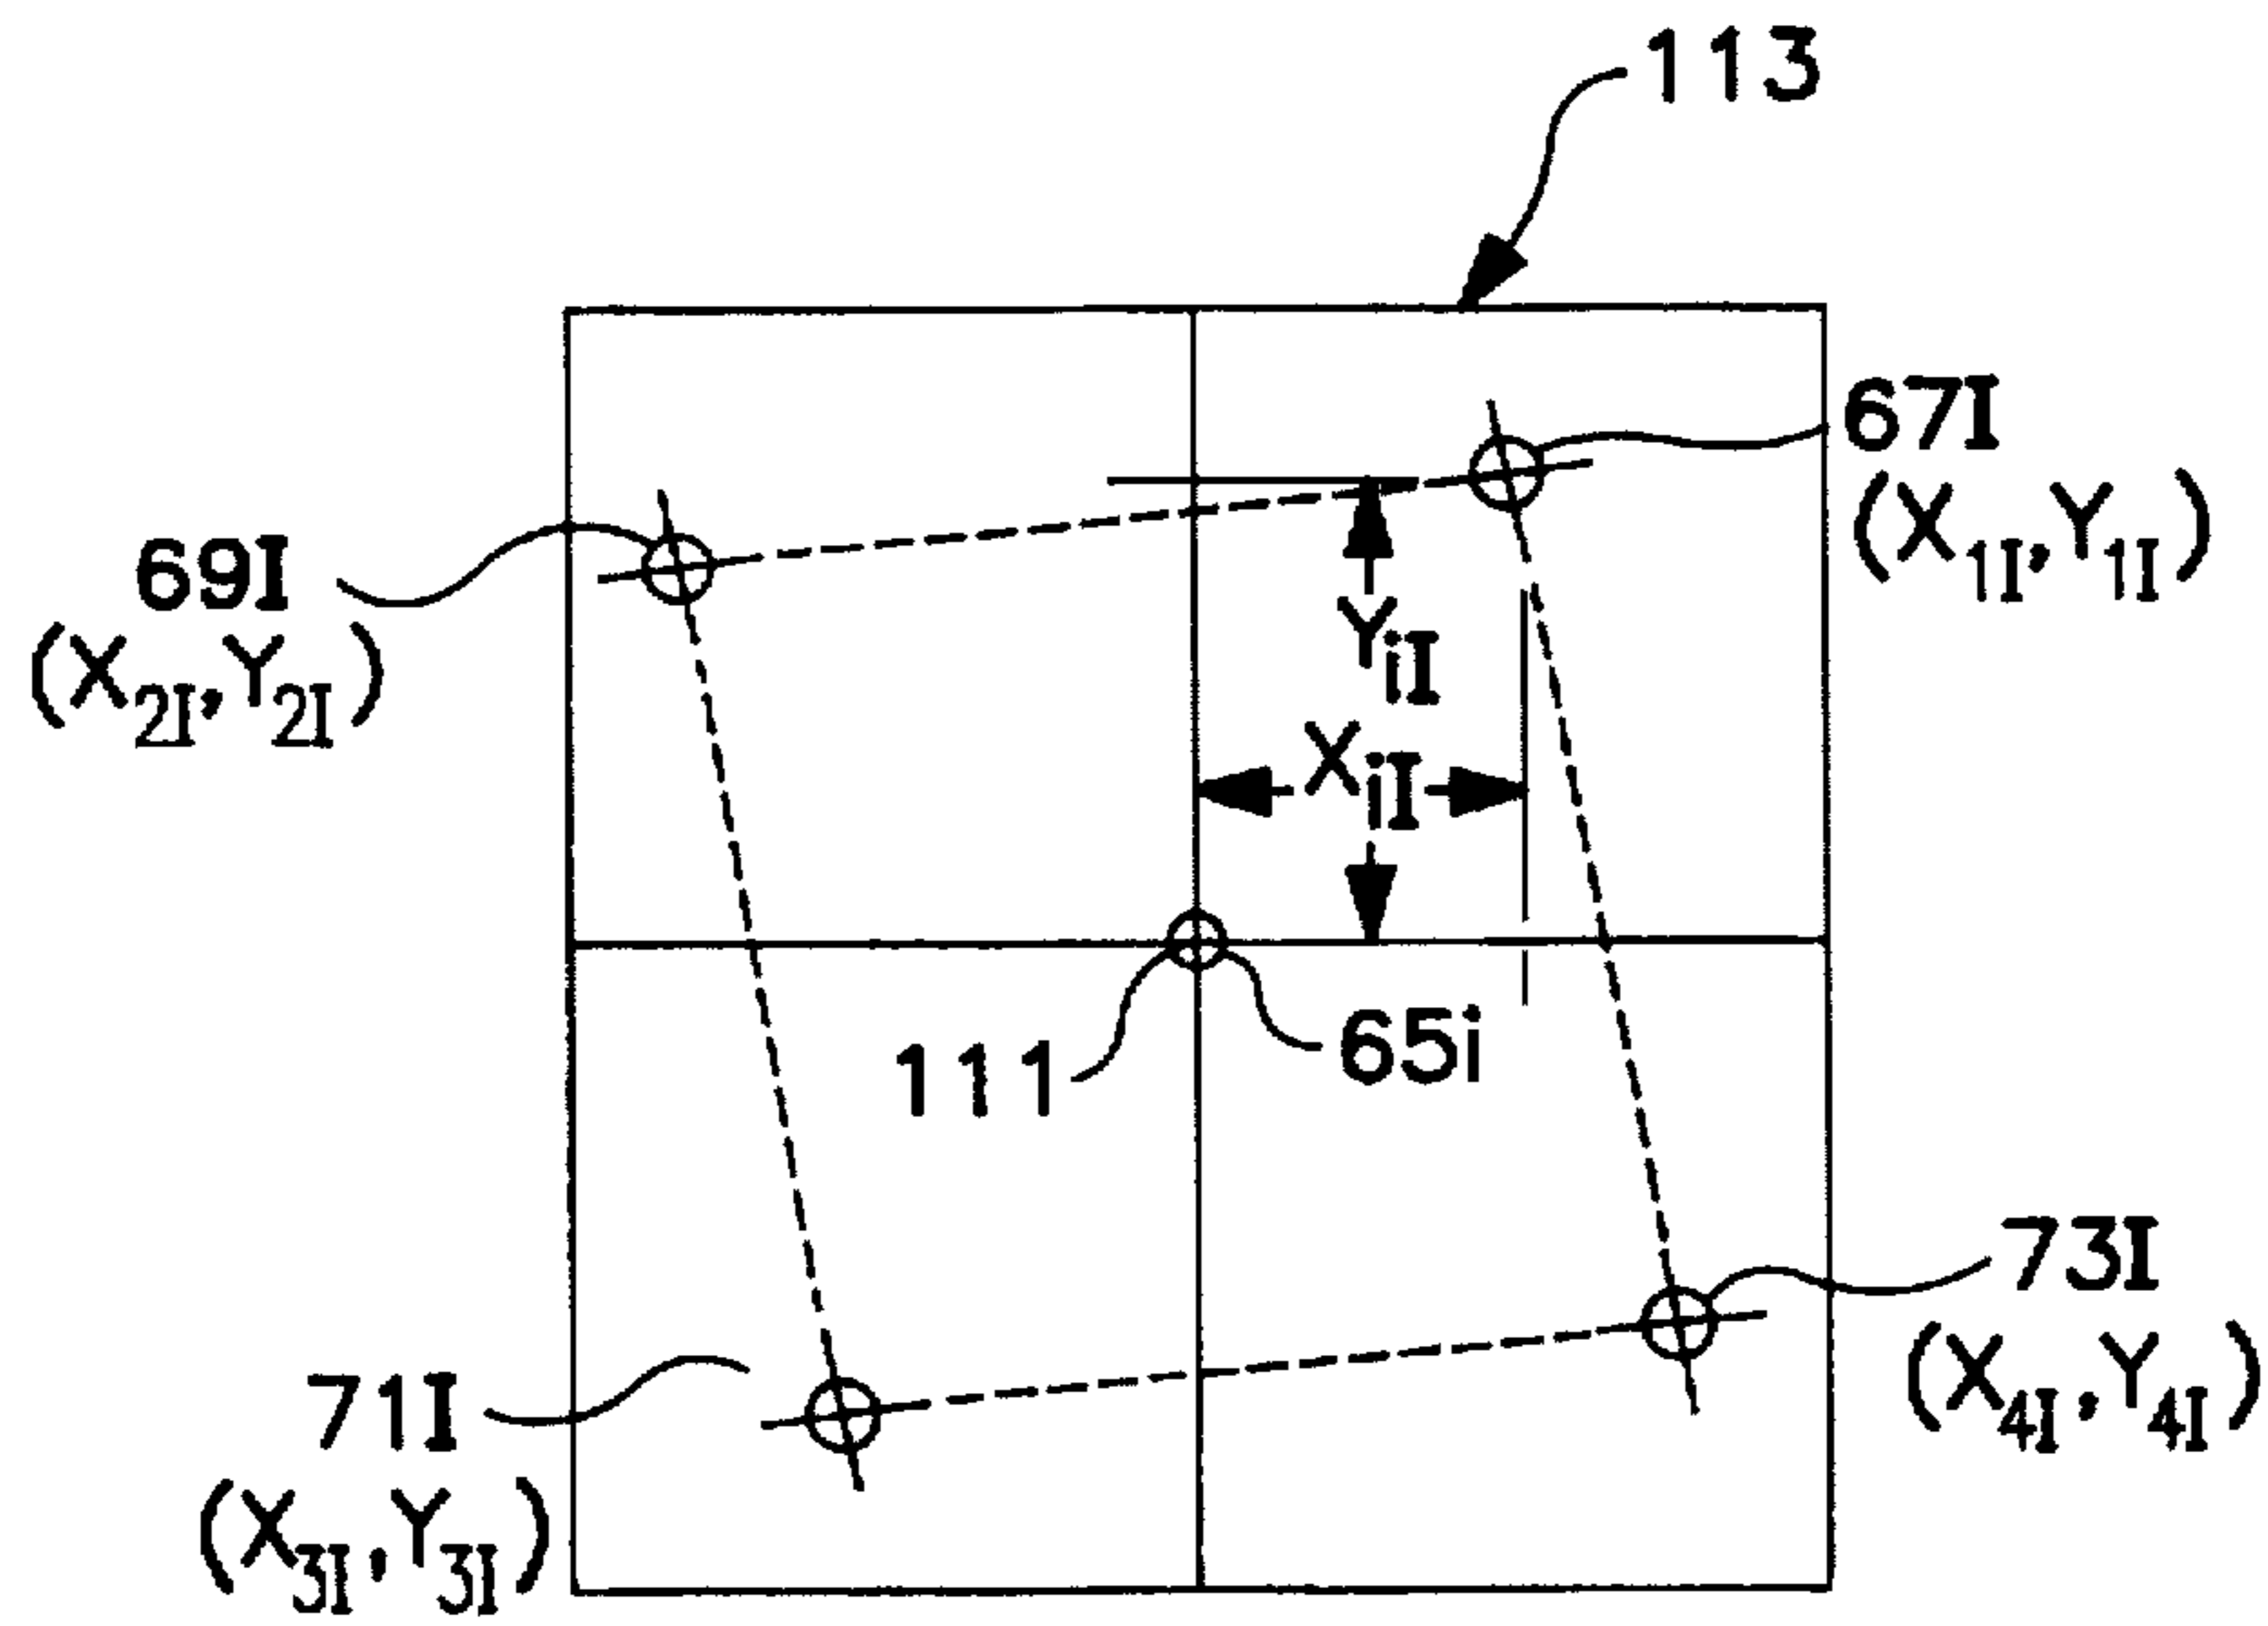 113
67I
(X1I,Y1I)
69I
(X2I,Y2I)
YiI
XiI
111
65i
73I
(X4I,Y4I)
71I
(X3I,Y3I)